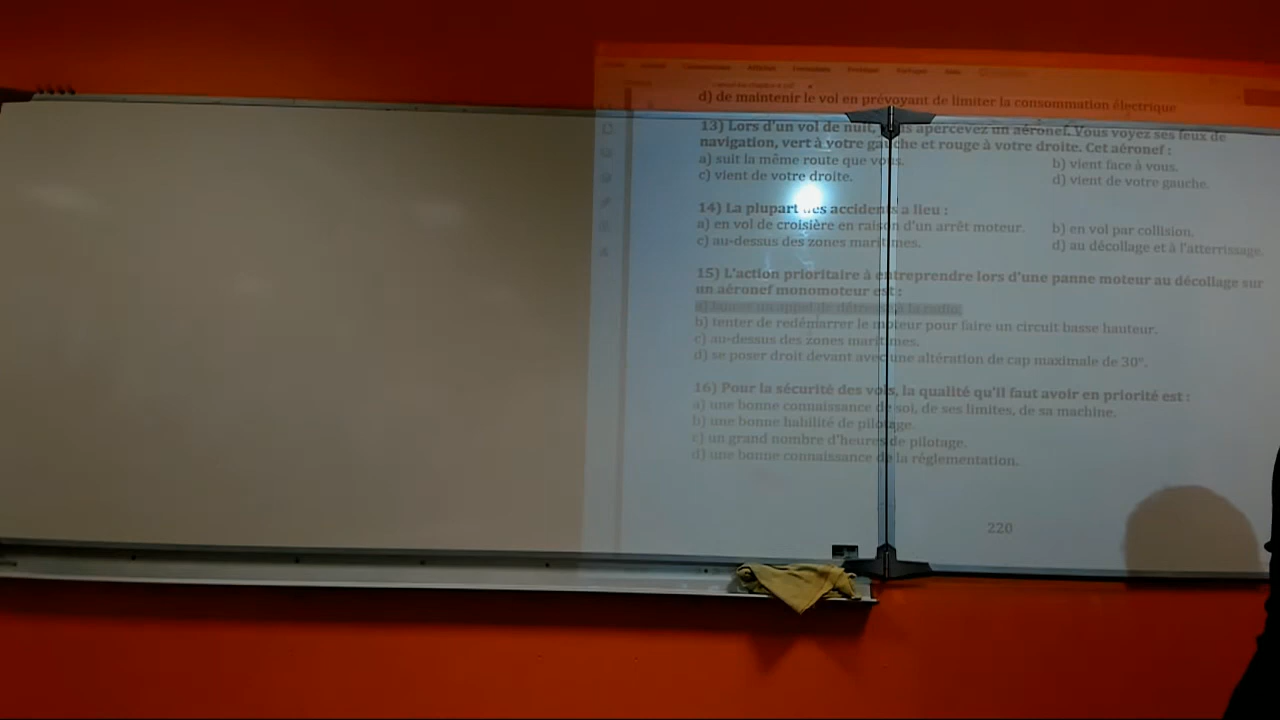 d) de maintenir le vol en prévoyant de limiter la consommation électrique
13) Lors d'un vol de nuit, apercevez un aéronef. Vous voyez ses feux de
navigation, vert à votre gauche et rouge à votre droite. Cet aéronef :
a) suit la même route que vous.
b) vient face à vous.
c) vient de votre droite.
d) vient de votre gauche.
14) La plupart des accidents a lieu :
a) en vol de croisière en raison d'un arrêt moteur.
b) en vol par collision.
c) au-dessus des zones maritimes.
d) au décollage et à l'atterrissage.
15) L'action prioritaire à entreprendre lors d'une panne moteur au décollage sur
un aéronef monomoteur est :
a) lancer un appel de détresse à la radio.
b) tenter de redémarrer le moteur pour faire un circuit basse hauteur.
c) au-dessus des zones maritimes.
d) se poser droit devant avec une altération de cap maximale de 30°.
16) Pour la sécurité des vols, la qualité qu'il faut avoir en priorité est :
a) une bonne connaissance de soi, de ses limites, de sa machine.
b) une bonne habilité de pilotage.
c) un grand nombre d'heures de pilotage.
d) une bonne connaissance de la réglementation.
220